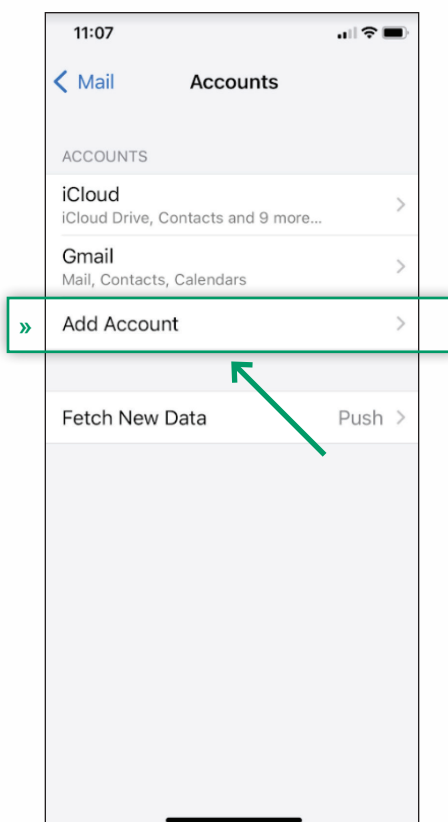 11:07
Mail
Accounts
ACCOUNTS
iCloud
iCloud Drive, Contacts and 9 more...
Gmail
Mail, Contacts, Calendars
» Add Account
Fetch New Data Push